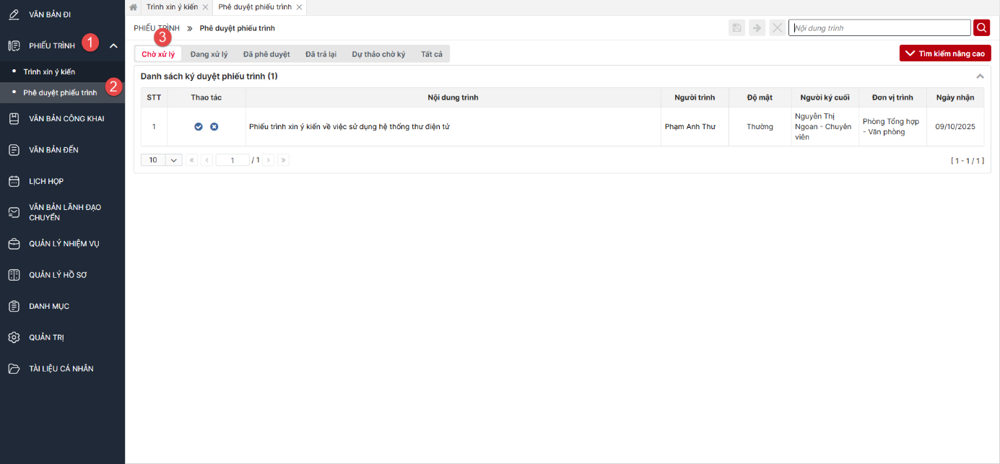 VĂN BẢN ĐI
PHIẾU TRÌNH
1
Trình xin ý kiến
Phê duyệt phiếu trình
2
VĂN BẢN CÔNG KHAI
VĂN BẢN ĐẾN
LỊCH HỌP
VĂN BẢN LÃNH ĐẠO
CHUYỂN
QUẢN LÝ NHIỆM VỤ
QUẢN LÝ HỒ SƠ
DANH MỤC
QUẢN TRỊ
TÀI LIỆU CÁ NHÂN
Trình xin ý kiến
Phê duyệt phiếu trình
PHIẾU TRÌNH » Phê duyệt phiếu trình
Nội dung trình
3
Chờ xử lý Đang xử lý Đã phê duyệt Đã trả lại Dự thảo chờ ký Tất cả
Tìm kiếm nâng cao
Danh sách ký duyệt phiếu trình (1)
STT Thao tác Nội dung trình Người trình Độ mật Người ký cuối Đơn vị trình Ngày nhận
1 Phiếu trình xin ý kiến về việc sử dụng hệ thống thư điện tử Phạm Anh Thư Thường
Nguyễn Thị
Ngoan - Chuyên
viên
Phòng Tổng hợp
- Văn phòng
09/10/2025
10 « ‹ 1 / 1 › »
[ 1 - 1 / 1 ]